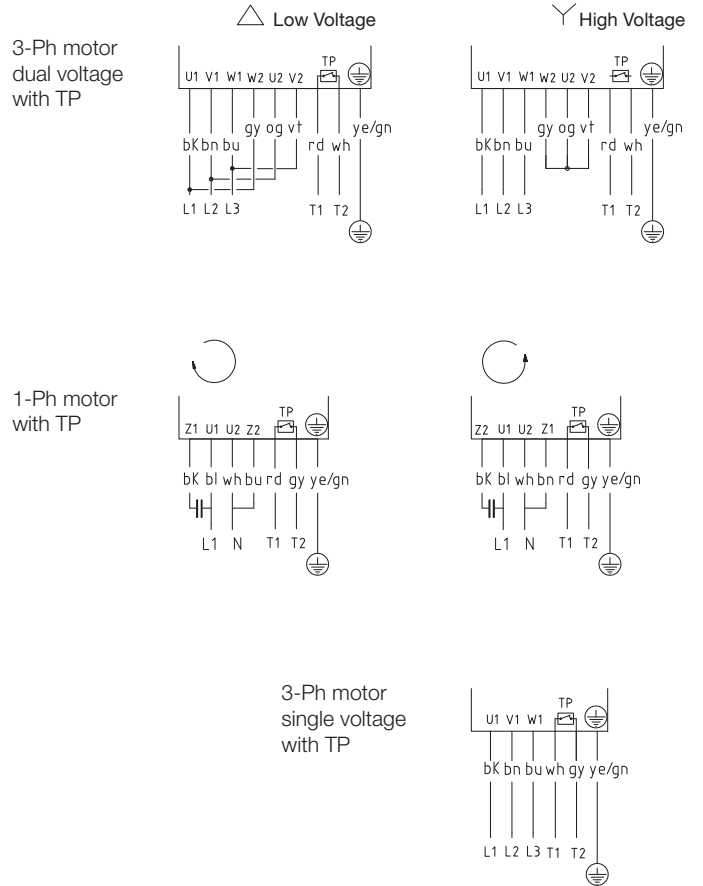 Low Voltage
High Voltage
3-Ph motor
dual voltage
with TP
U1 V1 W1 W2 U2 V2 TP
gy og vt ye/gn
bK bn bu rd wh
L1 L2 L3 T1 T2
U1 V1 W1 W2 U2 V2 TP
gy og vt ye/gn
bK bn bu rd wh
L1 L2 L3 T1 T2
1-Ph motor
with TP
Z1 U1 U2 Z2 TP
bK bl wh bu rd gy ye/gn
L1 N T1 T2
Z2 U1 U2 Z1 TP
bK bl wh bn rd gy ye/gn
L1 N T1 T2
3-Ph motor
single voltage
with TP
U1 V1 W1 TP
bK bn bu wh gy ye/gn
L1 L2 L3 T1 T2